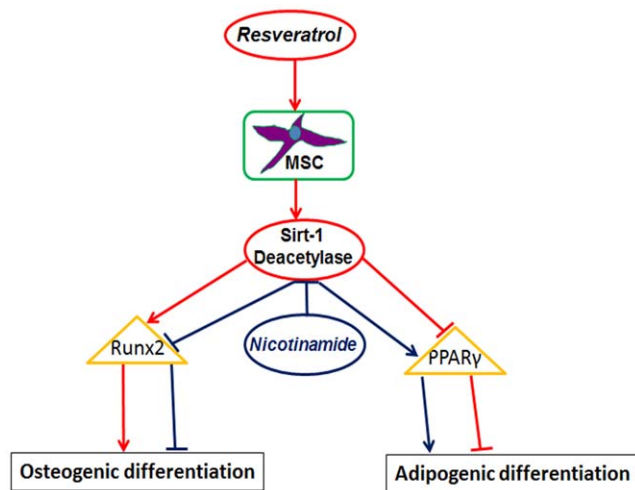 Resveratrol
MSC
Sirt-1
Deacetylase
Runx2
Nicotinamide
PPARγ
Osteogenic differentiation
Adipogenic differentiation